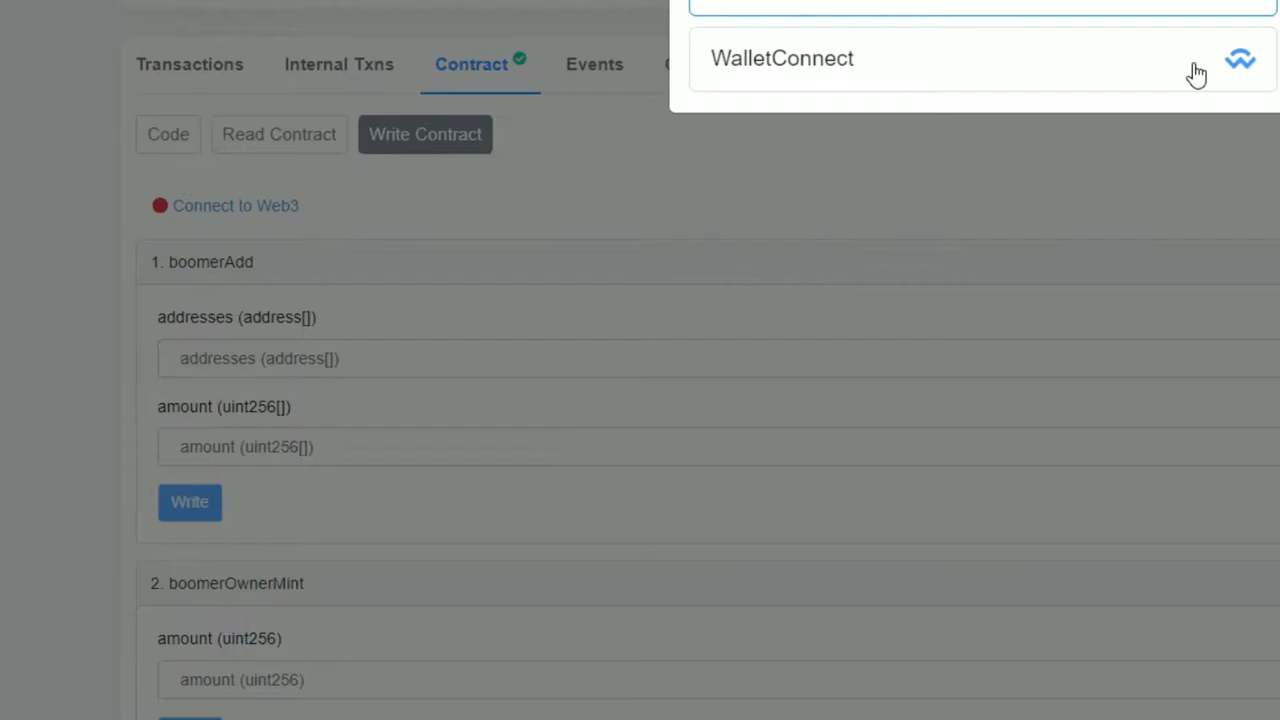 WalletConnect
Transactions Internal Txns Contract Events
Code Read Contract Write Contract
Connect to Web3
1. boomerAdd
addresses (address[])
addresses (address[])
amount (uint256[])
amount (uint256[])
Write
2. boomerOwnerMint
amount (uint256)
amount (uint256)